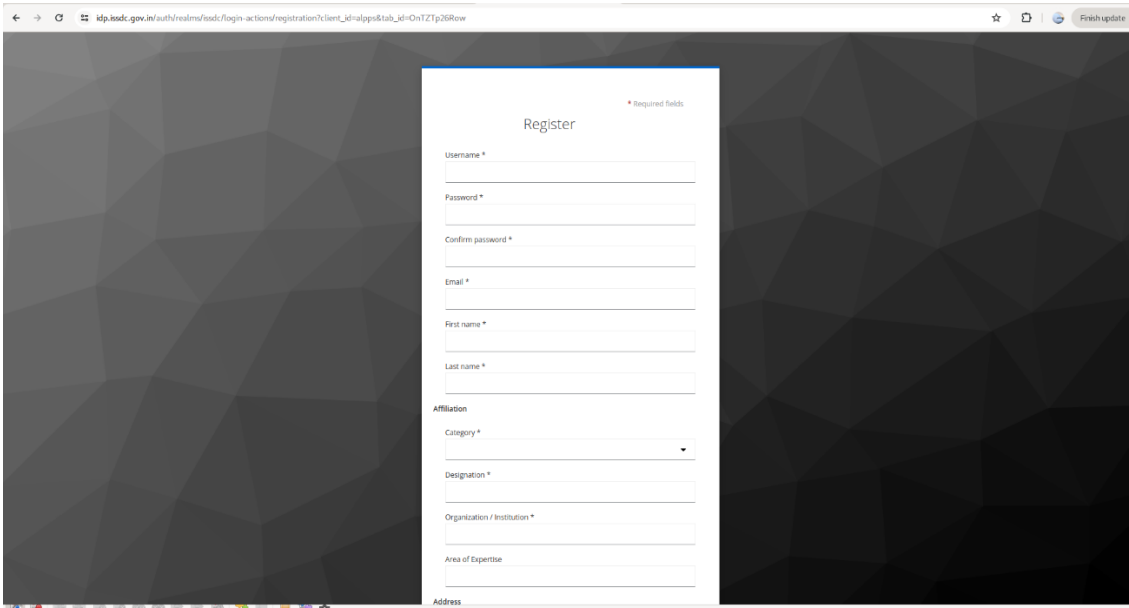 idp.issdc.gov.in/auth/realms/issdc/login-actions/registration?client_id=alpps&tab_id=OnTZTp26Row
Finish update
* Required fields
Register
Username *
Password *
Confirm password *
Email *
First name *
Last name *
Affiliation
Category *
Designation *
Organization / Institution *
Area of Expertise
Address